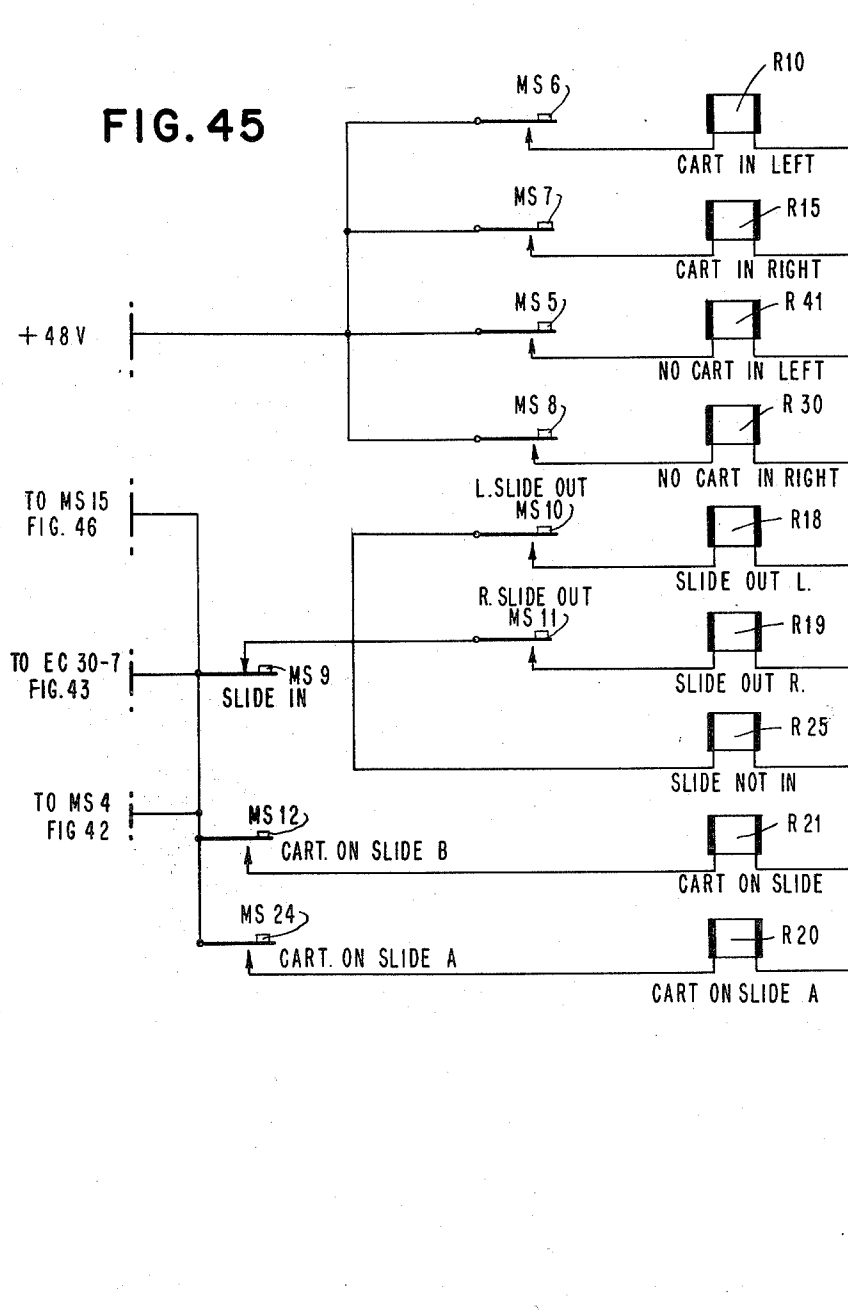 FIG. 45
MS 6
R10
CART IN LEFT
MS 7
R15
CART IN RIGHT
+48V
MS 5
R 41
NO CART IN LEFT
MS 8
R 30
NO CART IN RIGHT
TO MS 15
FIG. 46
L.SLIDE OUT
MS 10
R18
SLIDE OUT L.
R.SLIDE OUT
MS 11
R19
SLIDE OUT R.
TO EC 30-7
FIG. 43
MS 9
SLIDE IN
R 25
SLIDE NOT IN
TO MS 4
FIG 42
MS 12
CART. ON SLIDE B
R 21
CART ON SLIDE
MS 24
CART. ON SLIDE A
R 20
CART ON SLIDE A